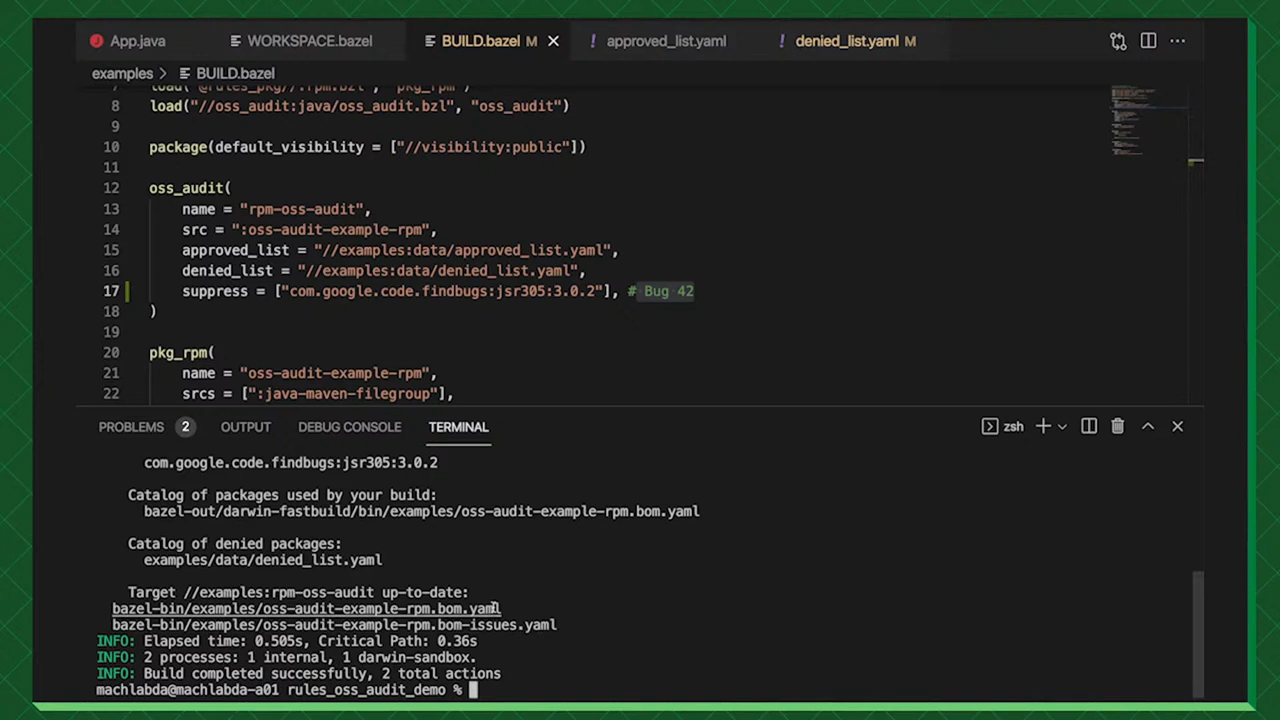 App.java
WORKSPACE.bazel
BUILD.bazel M
approved_list.yaml
denied_list.yaml M
examples > BUILD.bazel
7 load("@rules_pkg//:rpm.bzl", "pkg_rpm")
8 load("//oss_audit:java/oss_audit.bzl", "oss_audit")
9
10 package(default_visibility = ["//visibility:public"])
11
12 oss_audit(
13 name = "rpm-oss-audit",
14 src = ":oss-audit-example-rpm",
15 approved_list = "//examples:data/approved_list.yaml",
16 denied_list = "//examples:data/denied_list.yaml",
17 suppress = ["com.google.code.findbugs:jsr305:3.0.2"], # Bug 42
18 )
19
20 pkg_rpm(
21 name = "oss-audit-example-rpm",
22 srcs = [":java-maven-filegroup"],
PROBLEMS 2 OUTPUT DEBUG CONSOLE TERMINAL zsh
com.google.code.findbugs:jsr305:3.0.2
Catalog of packages used by your build:
bazel-out/darwin-fastbuild/bin/examples/oss-audit-example-rpm.bom.yaml
Catalog of denied packages:
examples/data/denied_list.yaml
Target //examples:rpm-oss-audit up-to-date:
bazel-bin/examples/oss-audit-example-rpm.bom.yaml
bazel-bin/examples/oss-audit-example-rpm.bom-issues.yaml
INFO: Elapsed time: 0.505s, Critical Path: 0.36s
INFO: 2 processes: 1 internal, 1 darwin-sandbox.
INFO: Build completed successfully, 2 total actions
machlabda@machlabda-a01 rules_oss_audit_demo %